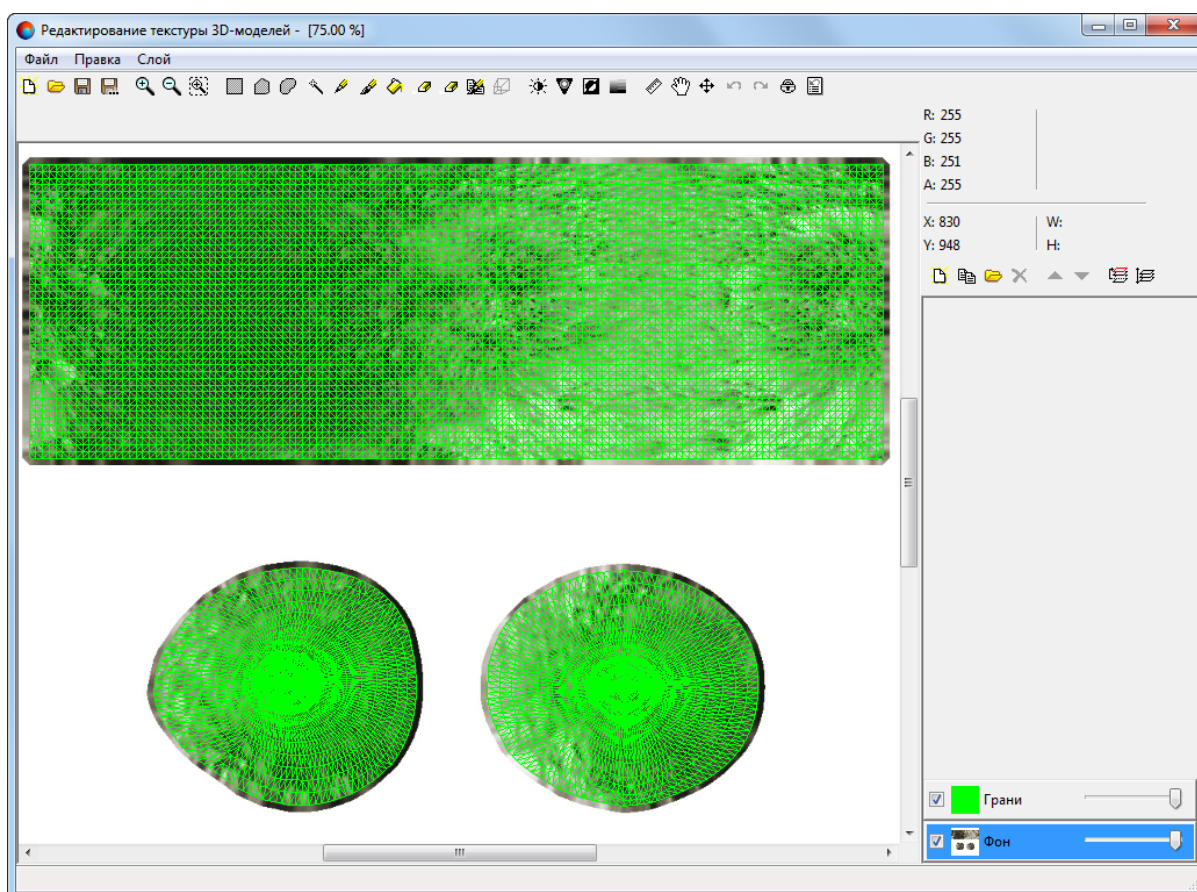 Редактирование текстуры 3D-моделей - [75.00 %]
Файл Правка Слой
R: 255
G: 255
B: 251
A: 255
X: 830 W:
Y: 948 H:
Грани
Фон